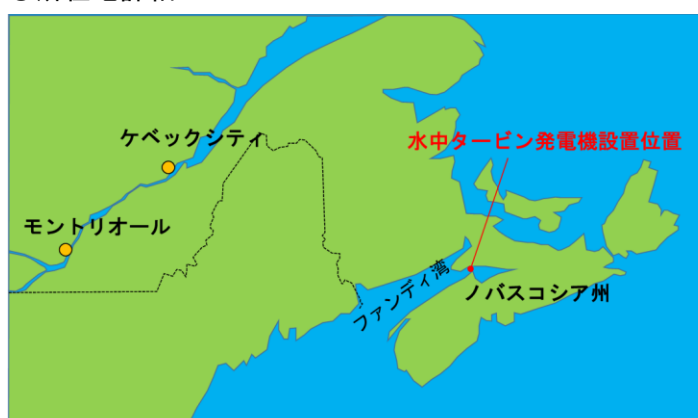 ケベックシティ
水中タービン発電機設置位置
モントリオール
ファンディ湾
ノバスコシア州